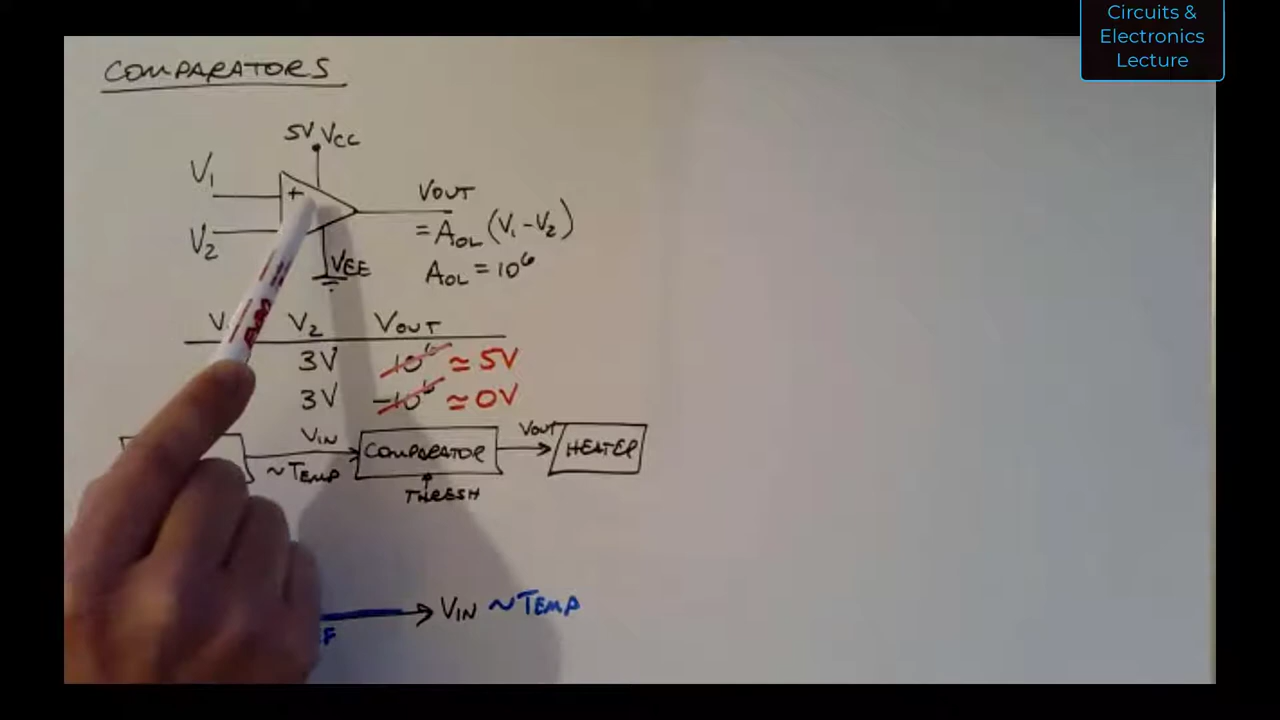 Circuits &
Electronics
Lecture
COMPARATORS
5V VCC
V1
+
VOUT
V2
= AOL (V1 - V2)
VEE
AOL = 10^6
V2 VOUT
3V 10^6 ≃ 5V
3V -10^6 ≃ 0V
VIN
~TEMP
COMPARATOR
VOUT
HEATER
THRESH
VIN ~TEMP